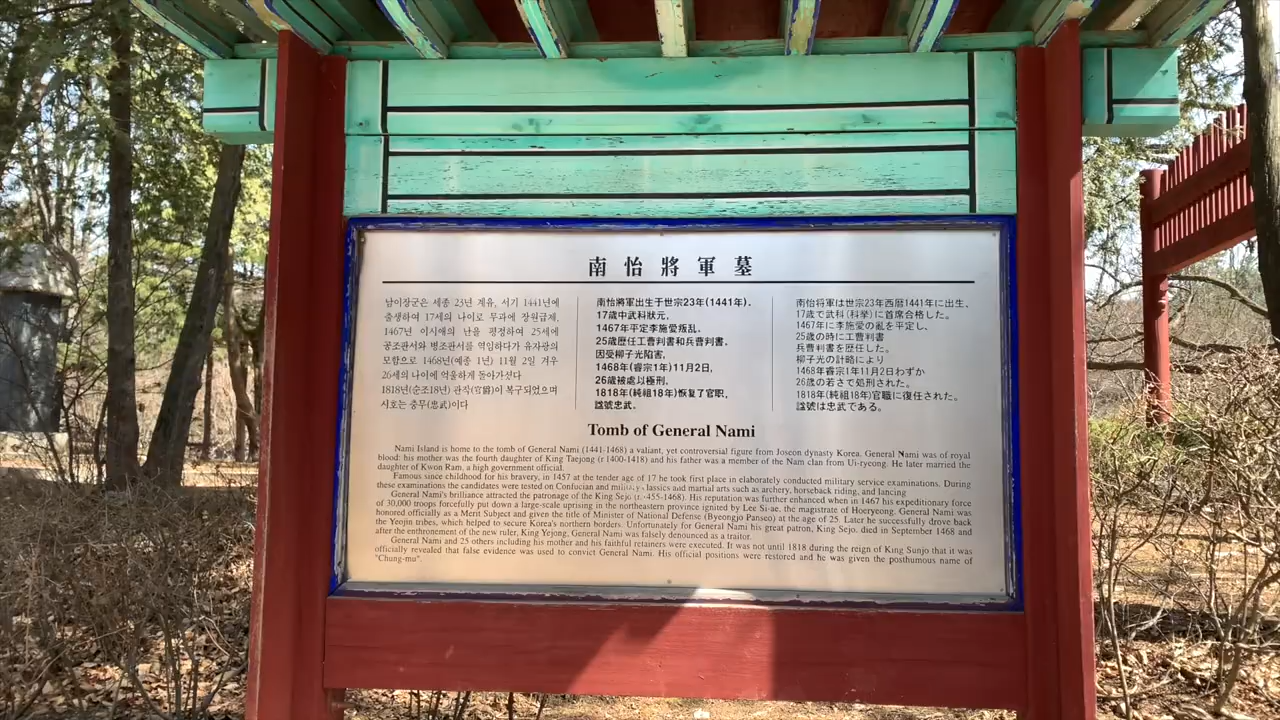 南怡將軍墓
남이장군은 세종 23년 계유, 서기 1441년에
출생하여 17세의 나이로 무과에 장원급제,
1467년 이시애의 난을 평정하여 25세에
공조판서와 병조판서를 역임하다가 유자광의
모함으로 1468년(예종 1년) 11월 2일 겨우
26세의 나이에 억울하게 돌아가셨다
1818년(순조18년) 관직(官職)이 복구되었으며
시호는 충무(忠武)이다
南怡將軍出生于世宗23年(1441年),
17歲中武科狀元,
1467年平定李施愛叛乱,
25歲歷任工曹判書和兵曹判書,
因受柳子光陷害,
1468年(睿宗1年)11月2日,
26歲被處以極刑,
1818年(純祖18年)恢复了官职,
諡號忠武.
南怡将軍は世宗23年西暦1441年に出生、
17歳で武科(科挙)に首席合格した。
1467年に李施愛の亂を平定し、
25歳の時に工曹判書
兵曹判書を歴任した。
柳子光の計略により
1468年睿宗1年11月2日わずか
26歳の若さで処刑された。
1818年(純祖18年)官職に復任された。
諡號は忠武である。
Tomb of General Nami
Nami Island is home to the tomb of General Nami (1441-1468) a valiant, yet controversial figure from Joseon dynasty Korea. General Nami was of royal
blood: his mother was the fourth daughter of King Taejong (r 1400-1418) and his father was a member of the Nam clan from Ui-ryeong. He later married the
daughter of Kwon Ram, a high government official.
Famous since childhood for his bravery, in 1457 at the tender age of 17 he took first place in elaborately conducted military service examinations. During
these examinations the candidates were tested on Confucian and classics and martial arts such as archery, horseback riding, and lancing
General Nami's brilliance attracted the patronage of the King Sejo (r. -455-1468). His reputation was further enhanced when in 1467 his expeditionary force
of 30,000 troops forcefully put down a large-scale uprising in the northeastern province ignited by Lee Si-ae, the magistrate of Hoeryeong. General Nam was
honored officially as a Merit Subject and given the title of Minister of National Defense (Byeongjo Panseo) at the age of 25. Later he successfully drove back
the Yeojin tribes, which helped to secure Korea's northern borders. Unfortunately for General Nami his great patron, King Sejo, died in September 1468 and
after the enthronement of the new ruler, King Yejong, General Nami was falsely denounced as a traitor.
General Nami and 25 others including his mother and his faithful retainers were executed. It was not until 1818 during the reign of King Sunjo that it was
officially revealed that false evidence was used to convict General Nami. His official positions were restored and he was given the posthumous name of
"Chung-mu".